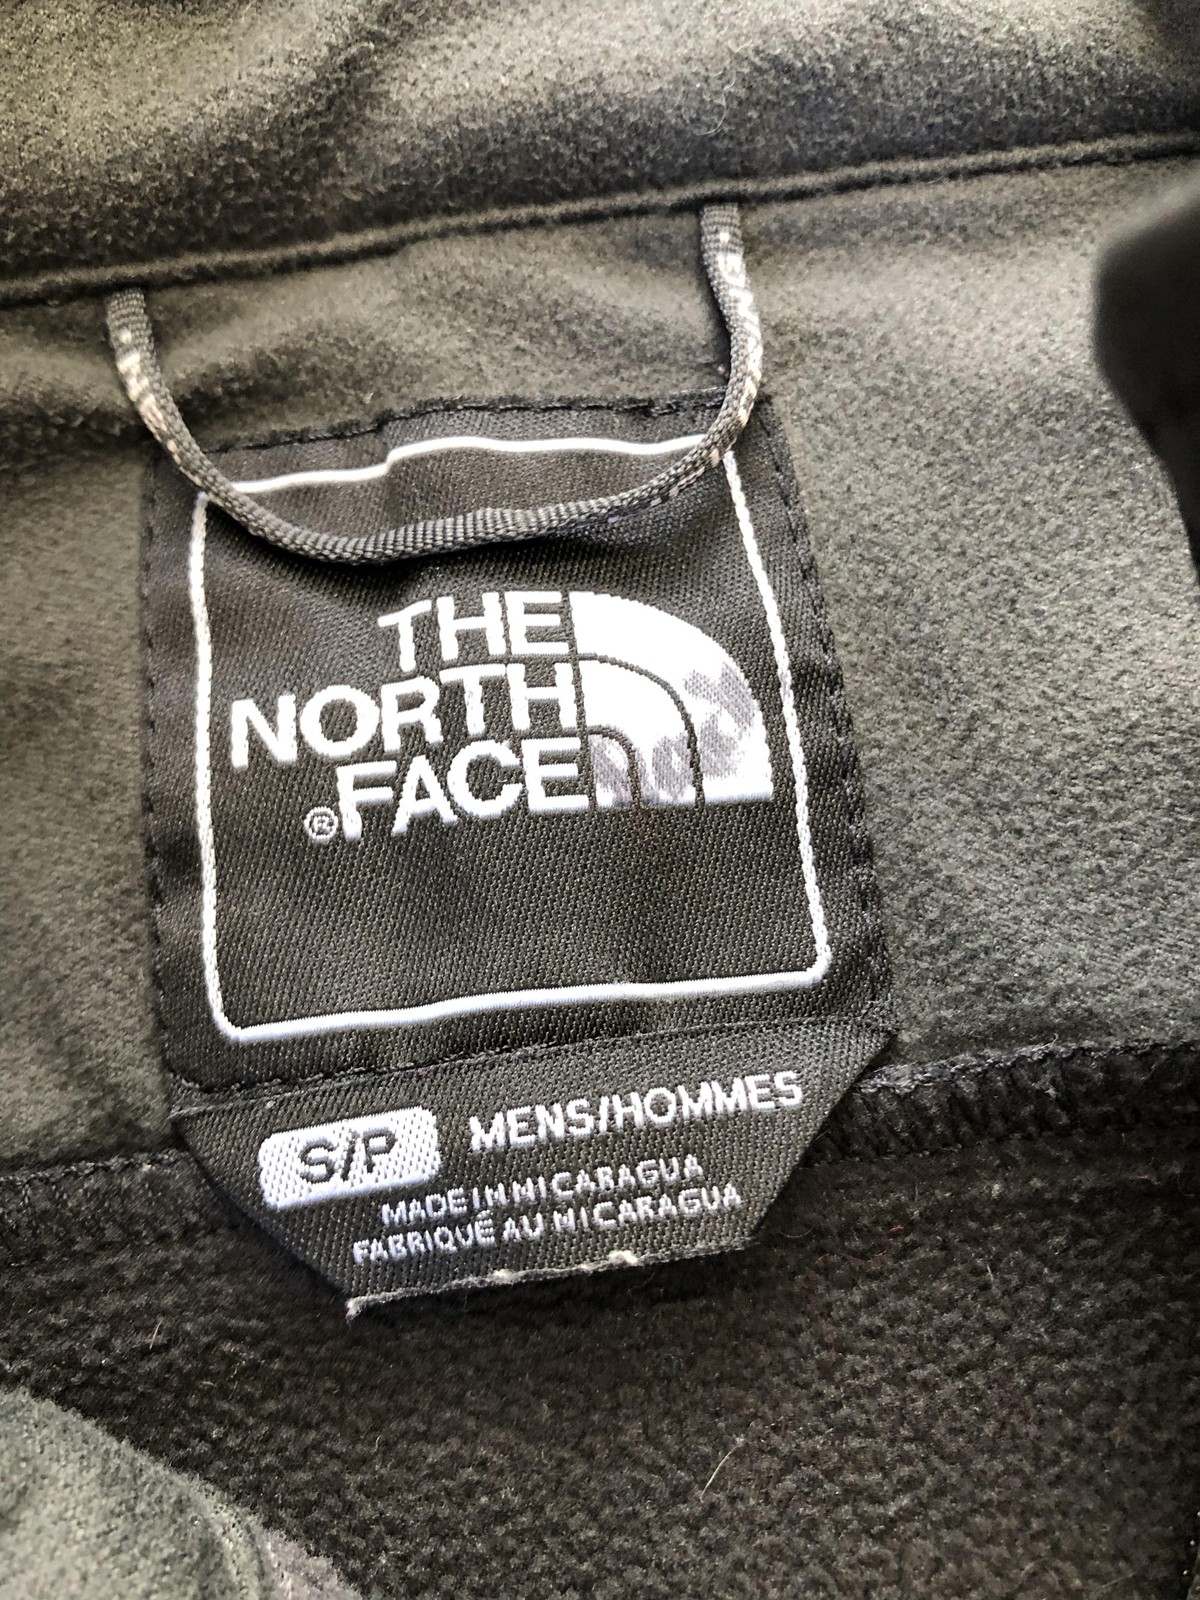 THE
NORTH
®FACE
S/P MENS/HOMMES
MADE IN NICARAGUA
FABRIQUÉ AU NICARAGUA